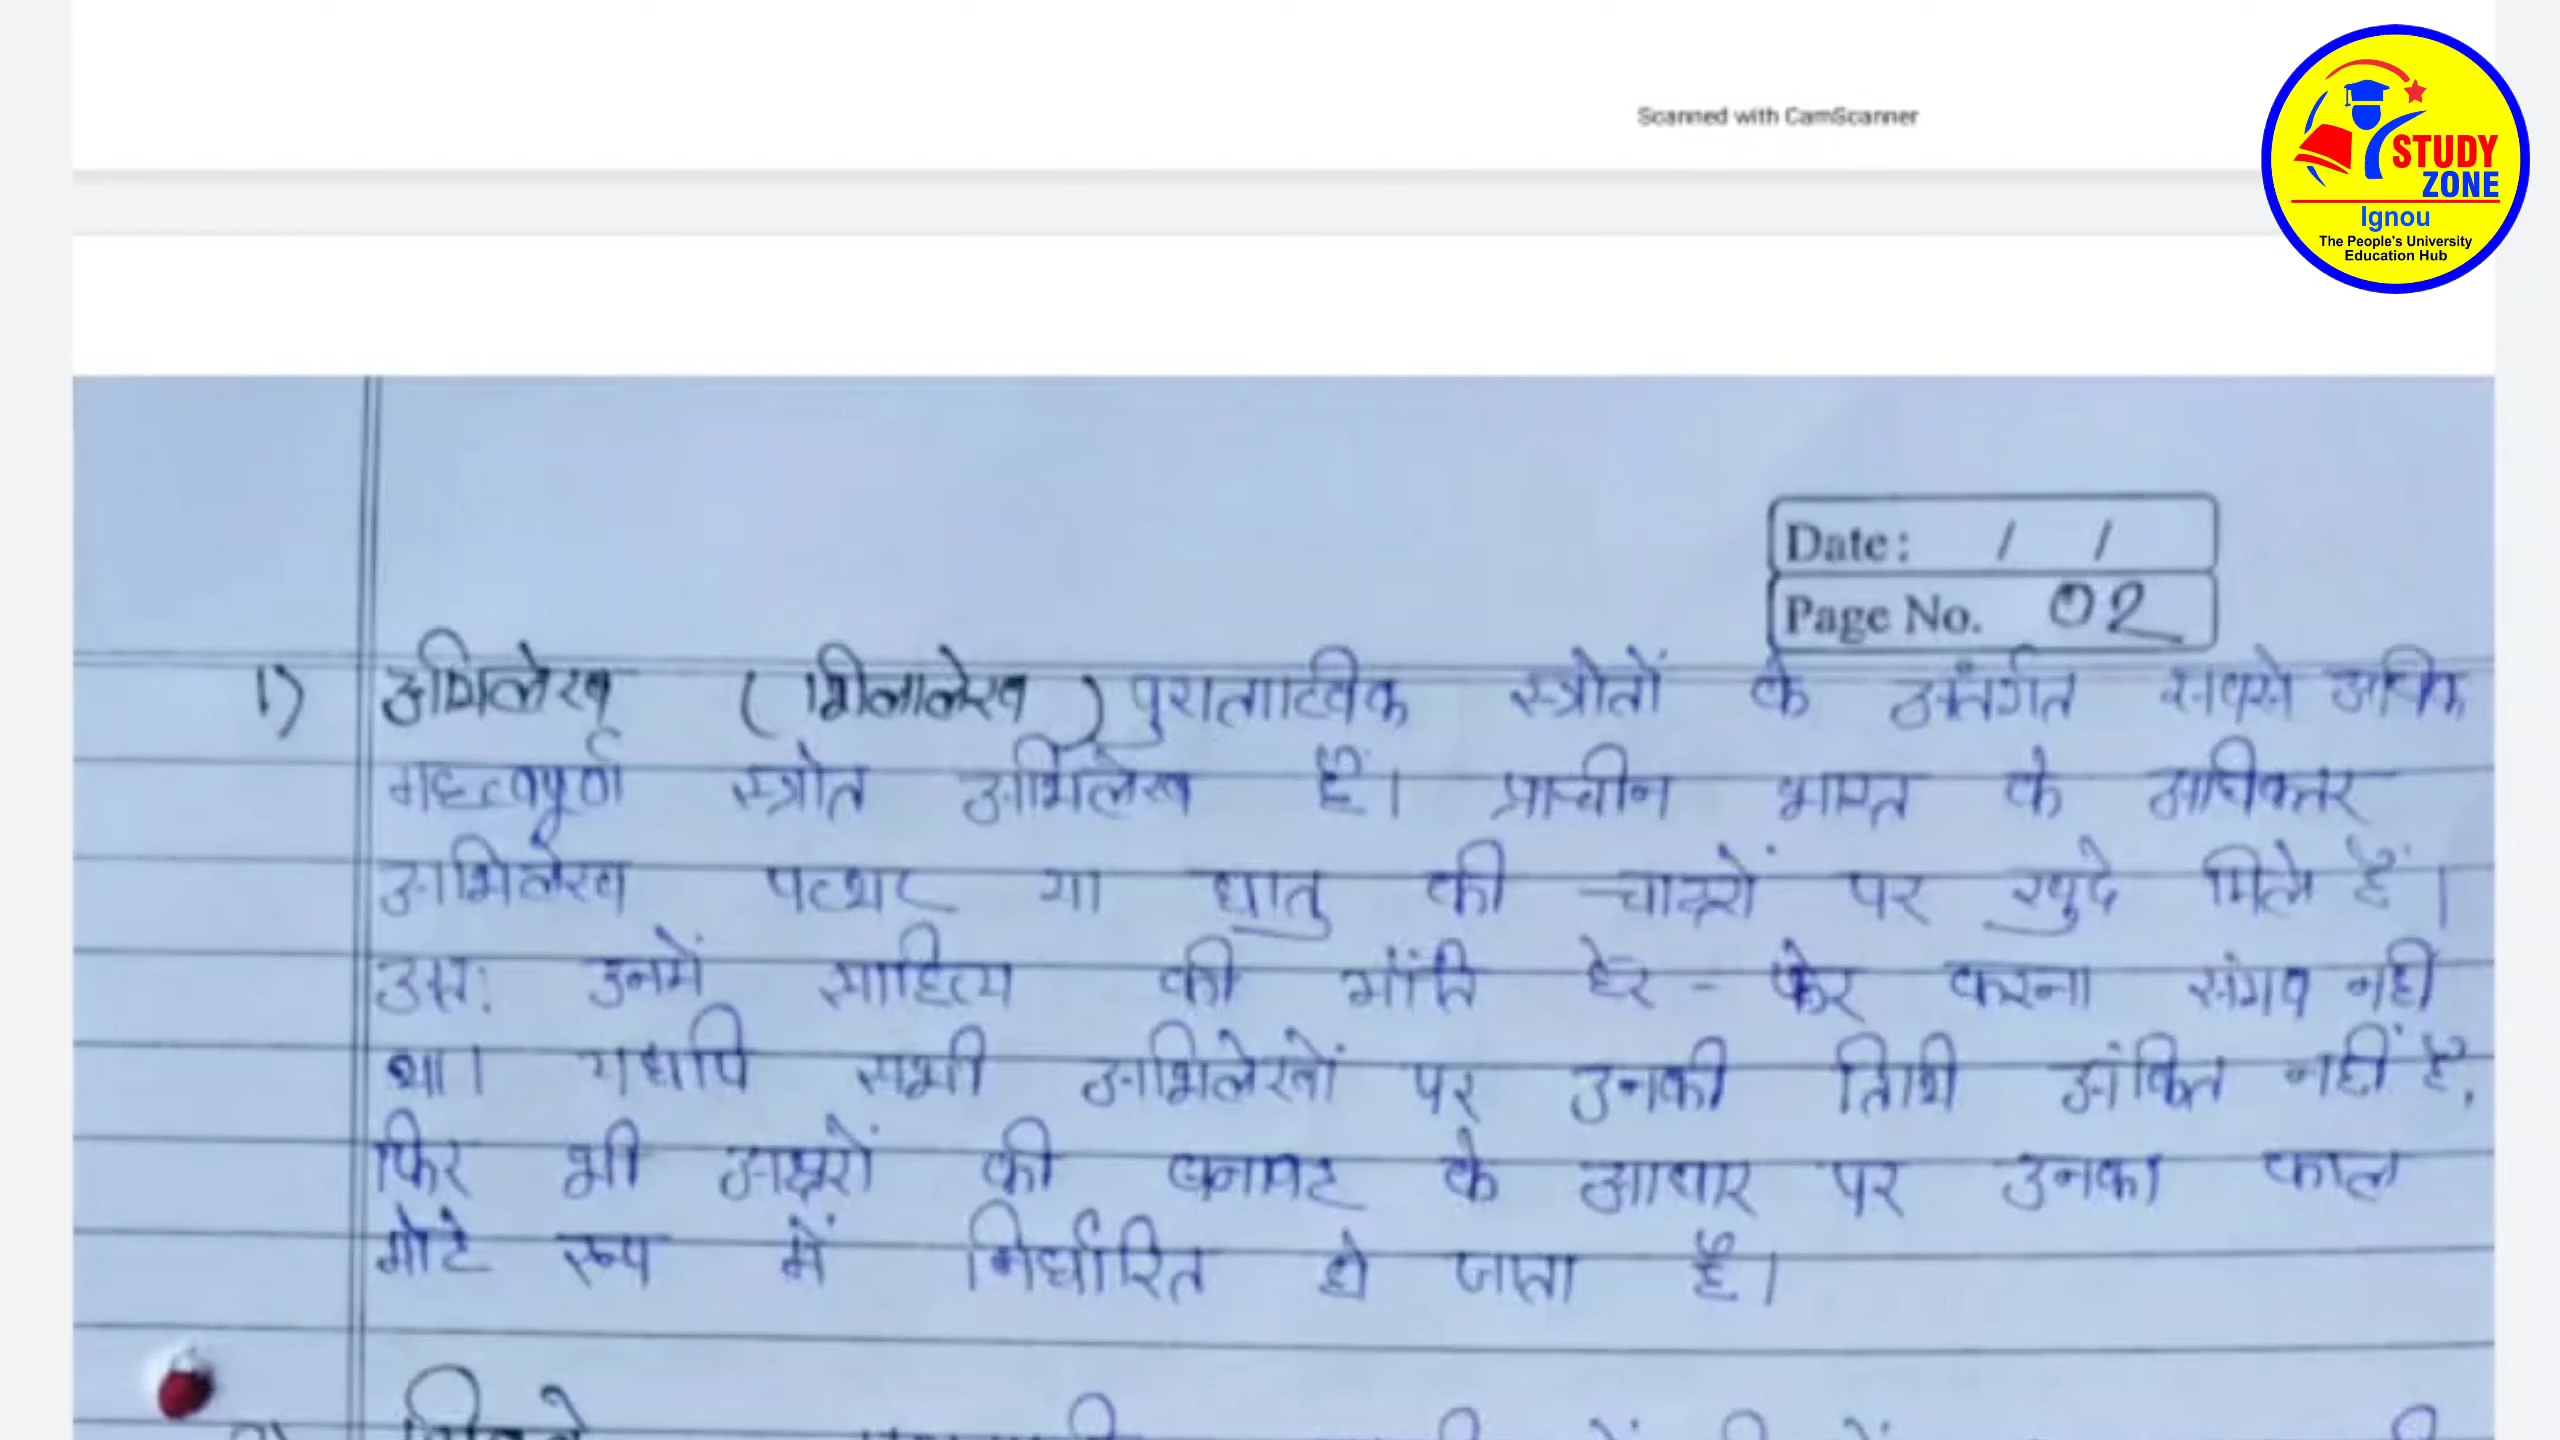 Scanned with CamScanner
STUDY
ZONE
Ignou
The People's University
Education Hub
Date: / /
Page No. 02
1) अभिलेख (शिलालेख) पुरातात्विक स्त्रोतों के अंतर्गत सबसे अधिक
महत्वपूर्ण स्त्रोत अभिलेख हैं। प्राचीन भारत के अधिकतर
अभिलेख पत्थर या धातु की चादरों पर खुदे मिले हैं।
अतः उनमें साहित्य की भांति हेर - फेर करना संभव नही
था। यद्यपि सभी अभिलेखों पर उनकी तिथी अंकित नहीं है,
फिर भी अक्षरों की बनावट के आधार पर उनका काल
मोटे रूप में निर्धारित हो जाता है।